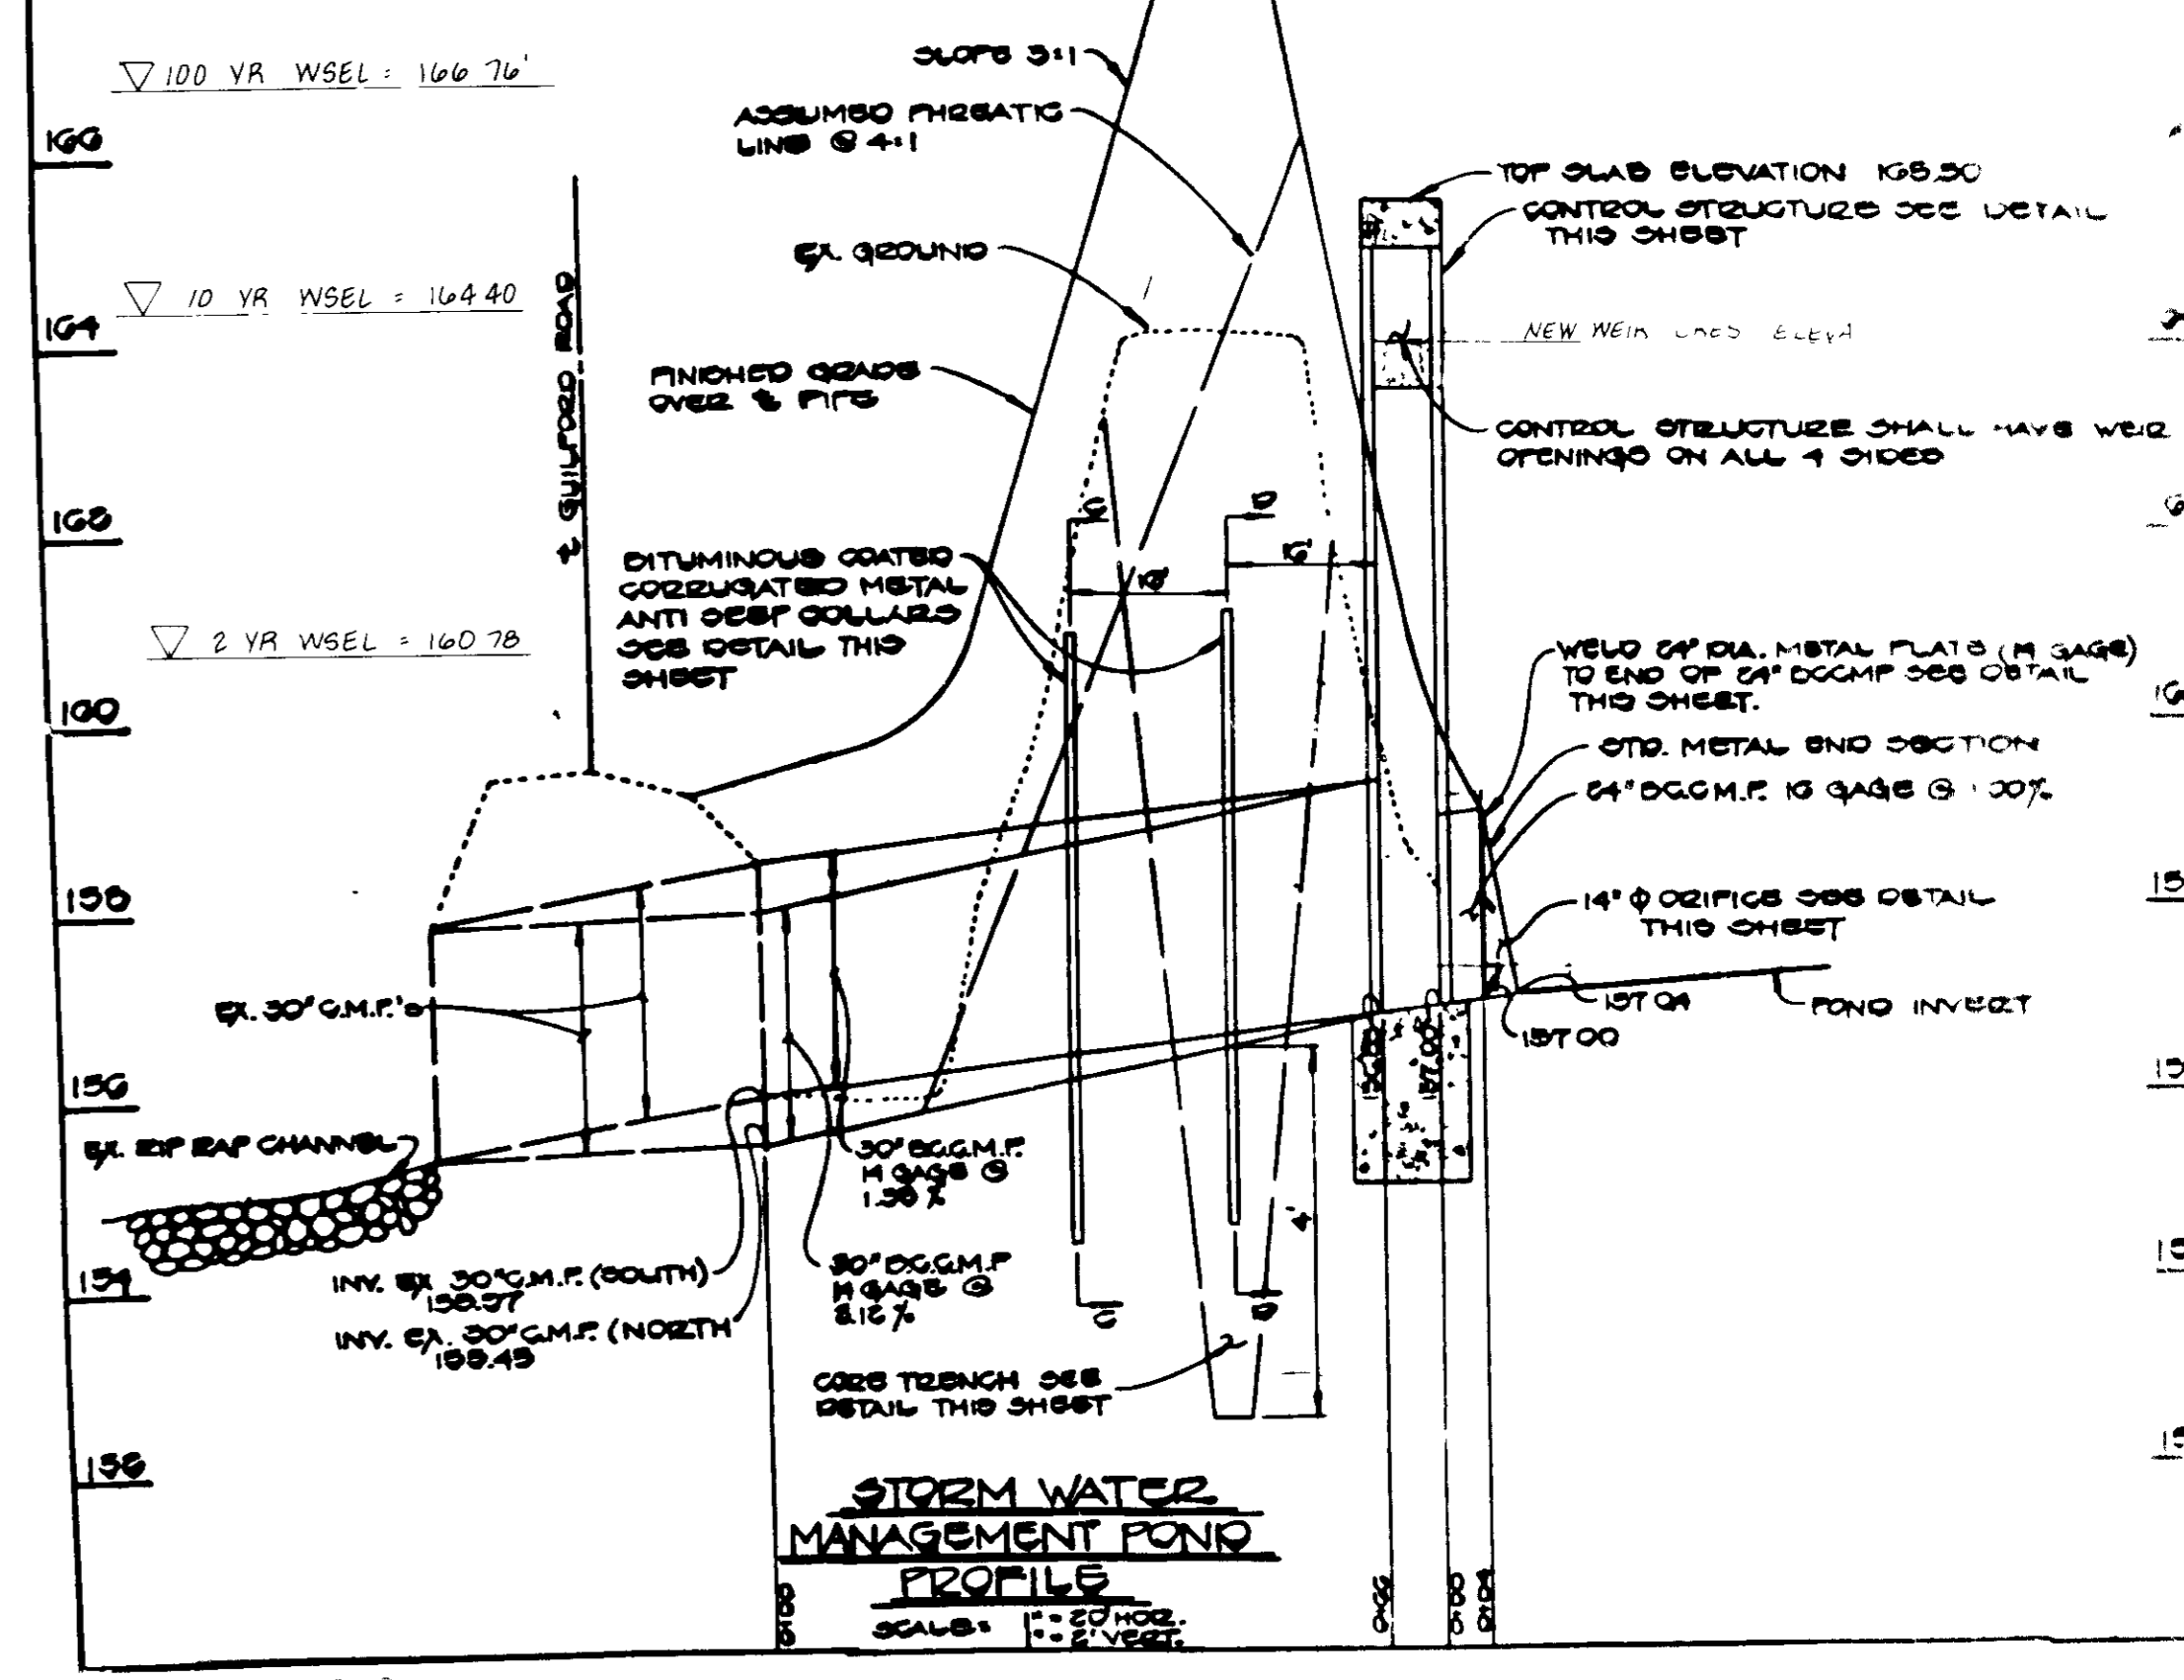 ▽ 100 YR WSEL = 166.76'
166
▽ 10 YR WSEL = 164.40
164
162
▽ 2 YR WSEL = 160.78
160
158
156
154
152
SLOPE 3:1
ASSUMED PHREATIC
LINE @ 4:1
EX. GROUND
℄ GUILFORD ROAD
FINISHED GRADE
OVER ℄ PIPE
BITUMINOUS COATED
CORRUGATED METAL
ANTI SEEP COLLARS
SEE DETAIL THIS
SHEET
C
D
16'
TOP SLAB ELEVATION 165.50
CONTROL STRUCTURE SEE DETAIL
THIS SHEET
NEW WEIR
CONTROL STRUCTURE SHALL HAVE WEIR
OPENINGS ON ALL 4 SIDES
WELD 24" DIA. METAL PLATE (14 GAGE)
TO END OF 24" BCCMP SEE DETAIL
THIS SHEET.
STD. METAL END SECTION
24" BCCM.P. 16 GAGE @
14" φ ORIFICE SEE DETAIL
THIS SHEET
157.04
157.00
POND INVERT
157.00
EX. 30" C.M.P.'s
EX. RIP RAP CHANNEL
30" B.C.C.M.P.
14 GAGE @
1.50 %
30" B.C.C.M.P
14 GAGE @
2.12 %
INV. EX 30" C.M.P. (SOUTH)
INV. EX. 30" C.M.P. (NORTH
155.45
4'
C
D
CORE TRENCH SEE
DETAIL THIS SHEET
STORM WATER
MANAGEMENT POND
PROFILE
SCALE: 1" = 20' HOR.
1" = 2' VERT.